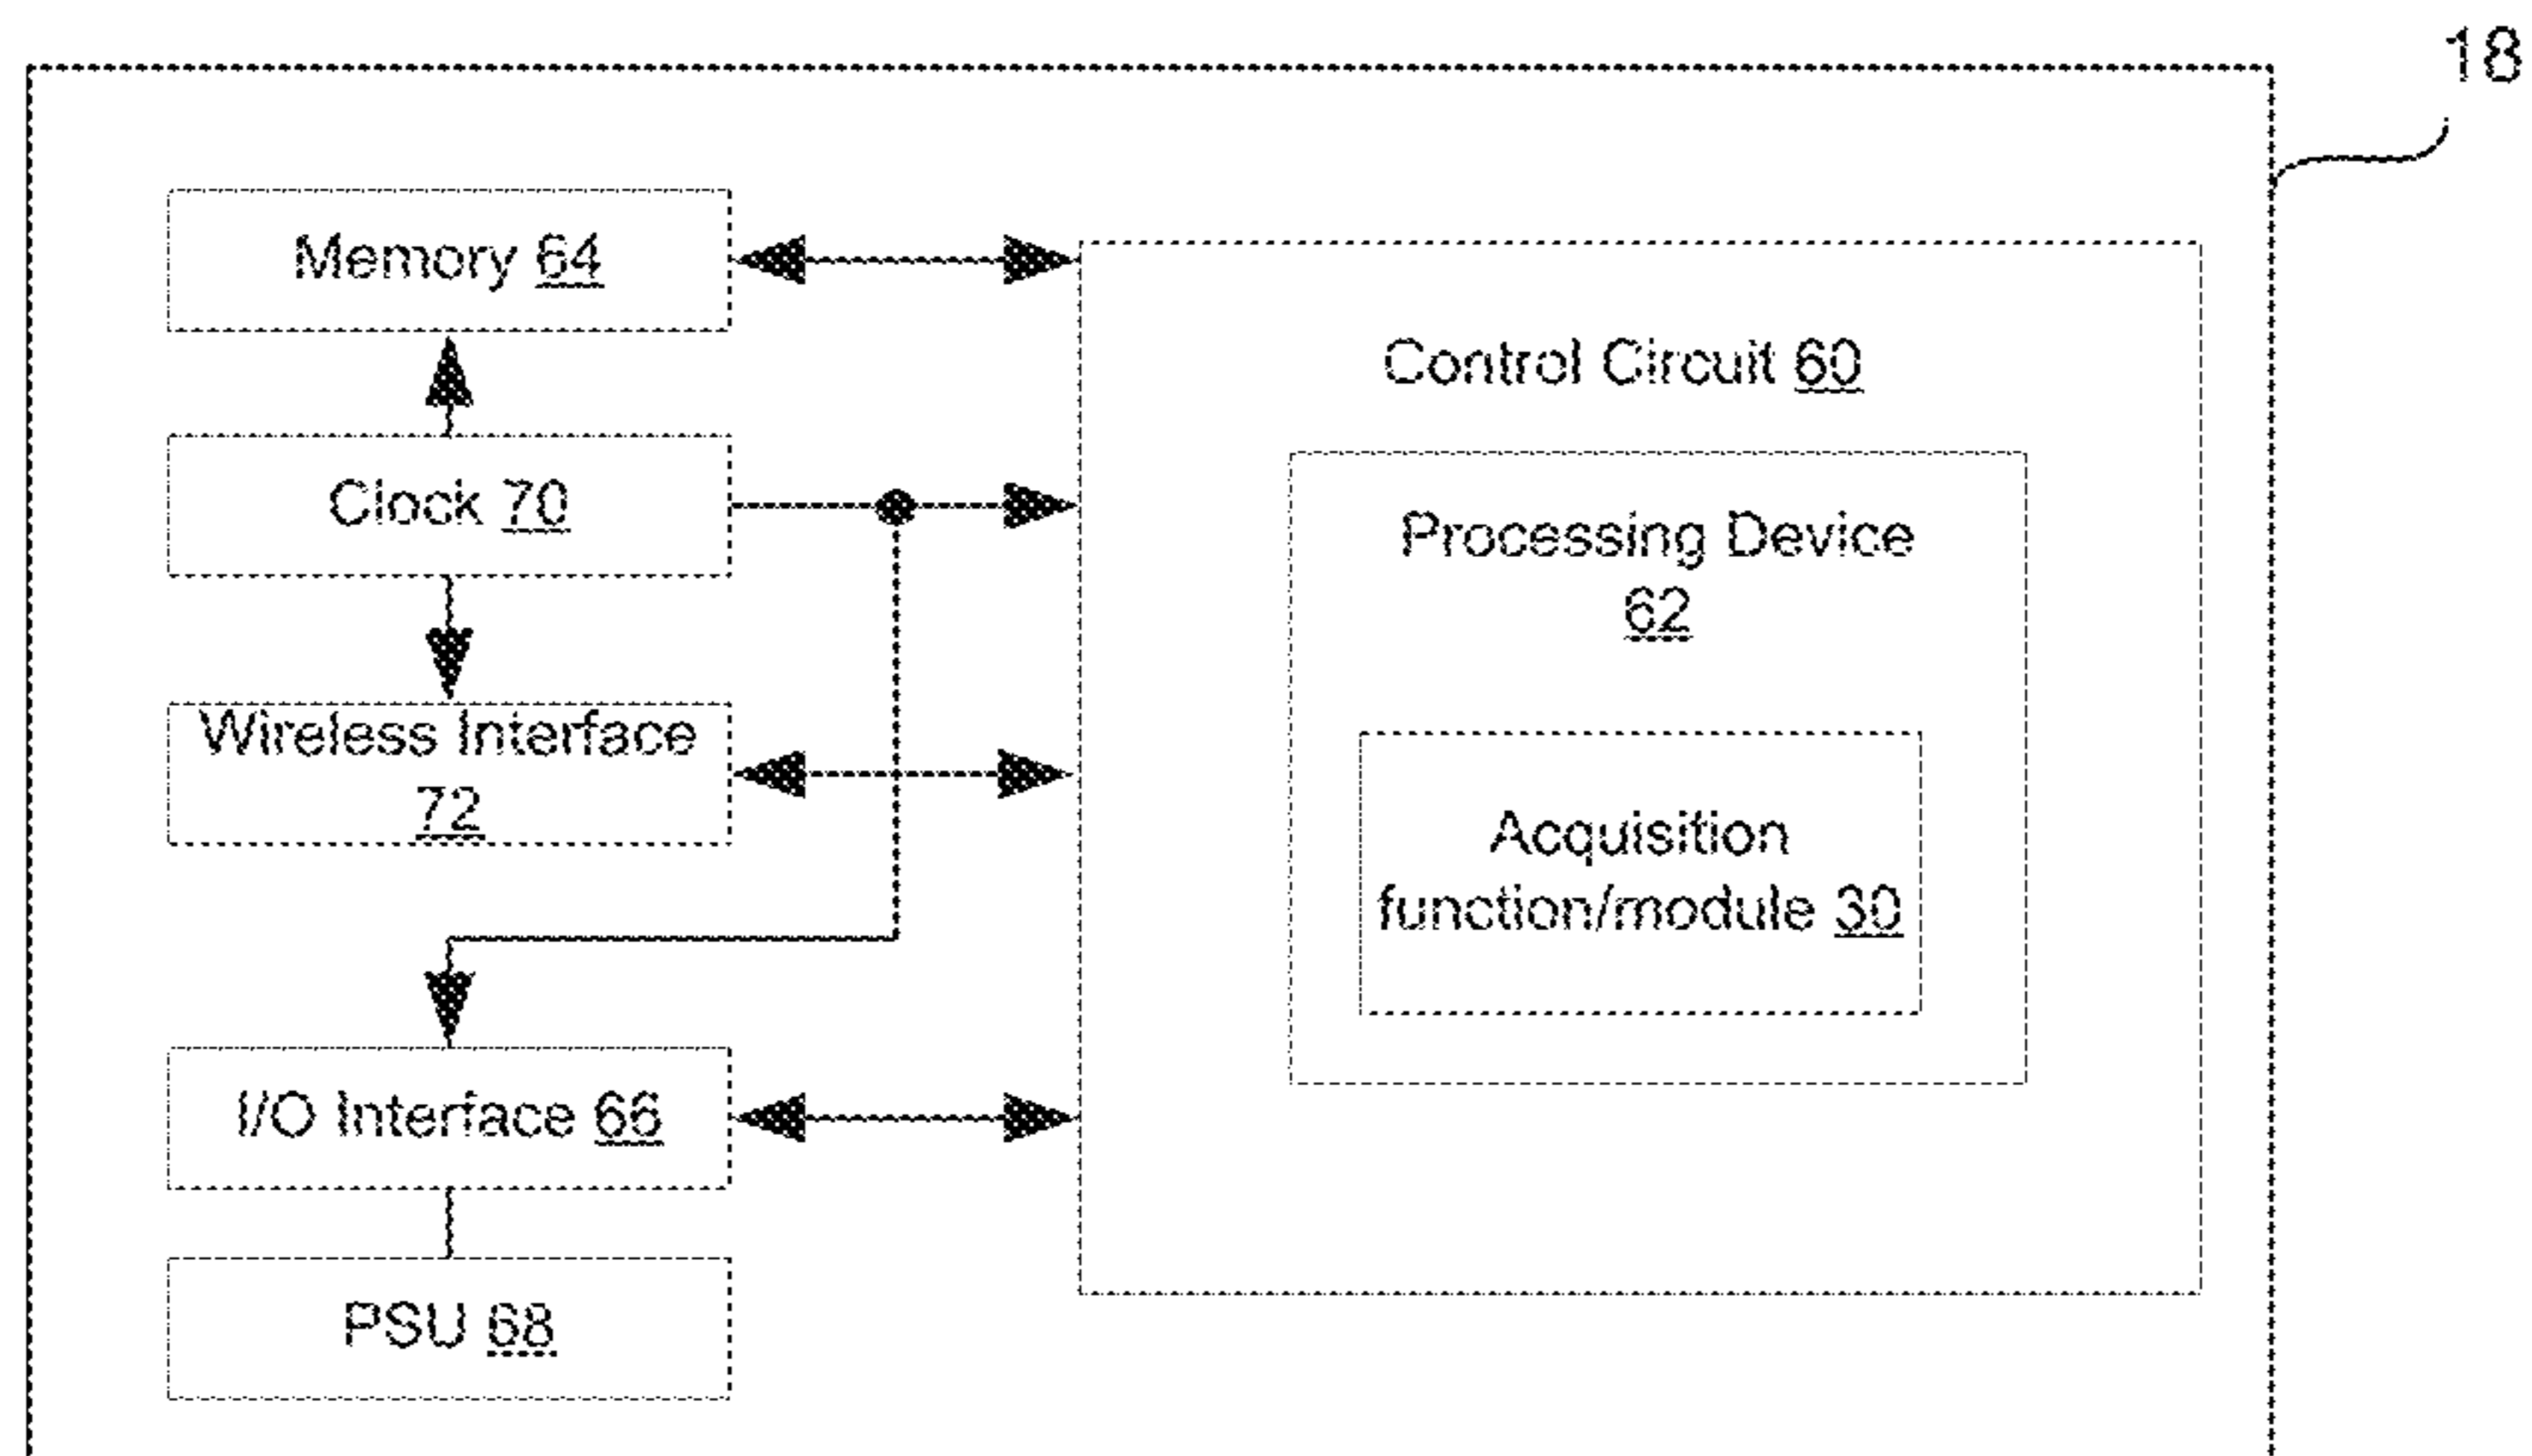 18
Memory 64
Control Circuit 60
Clock 70
Processing Device
62
Wireless Interface
72
Acquisition
function/module 30
I/O Interface 66
PSU 68